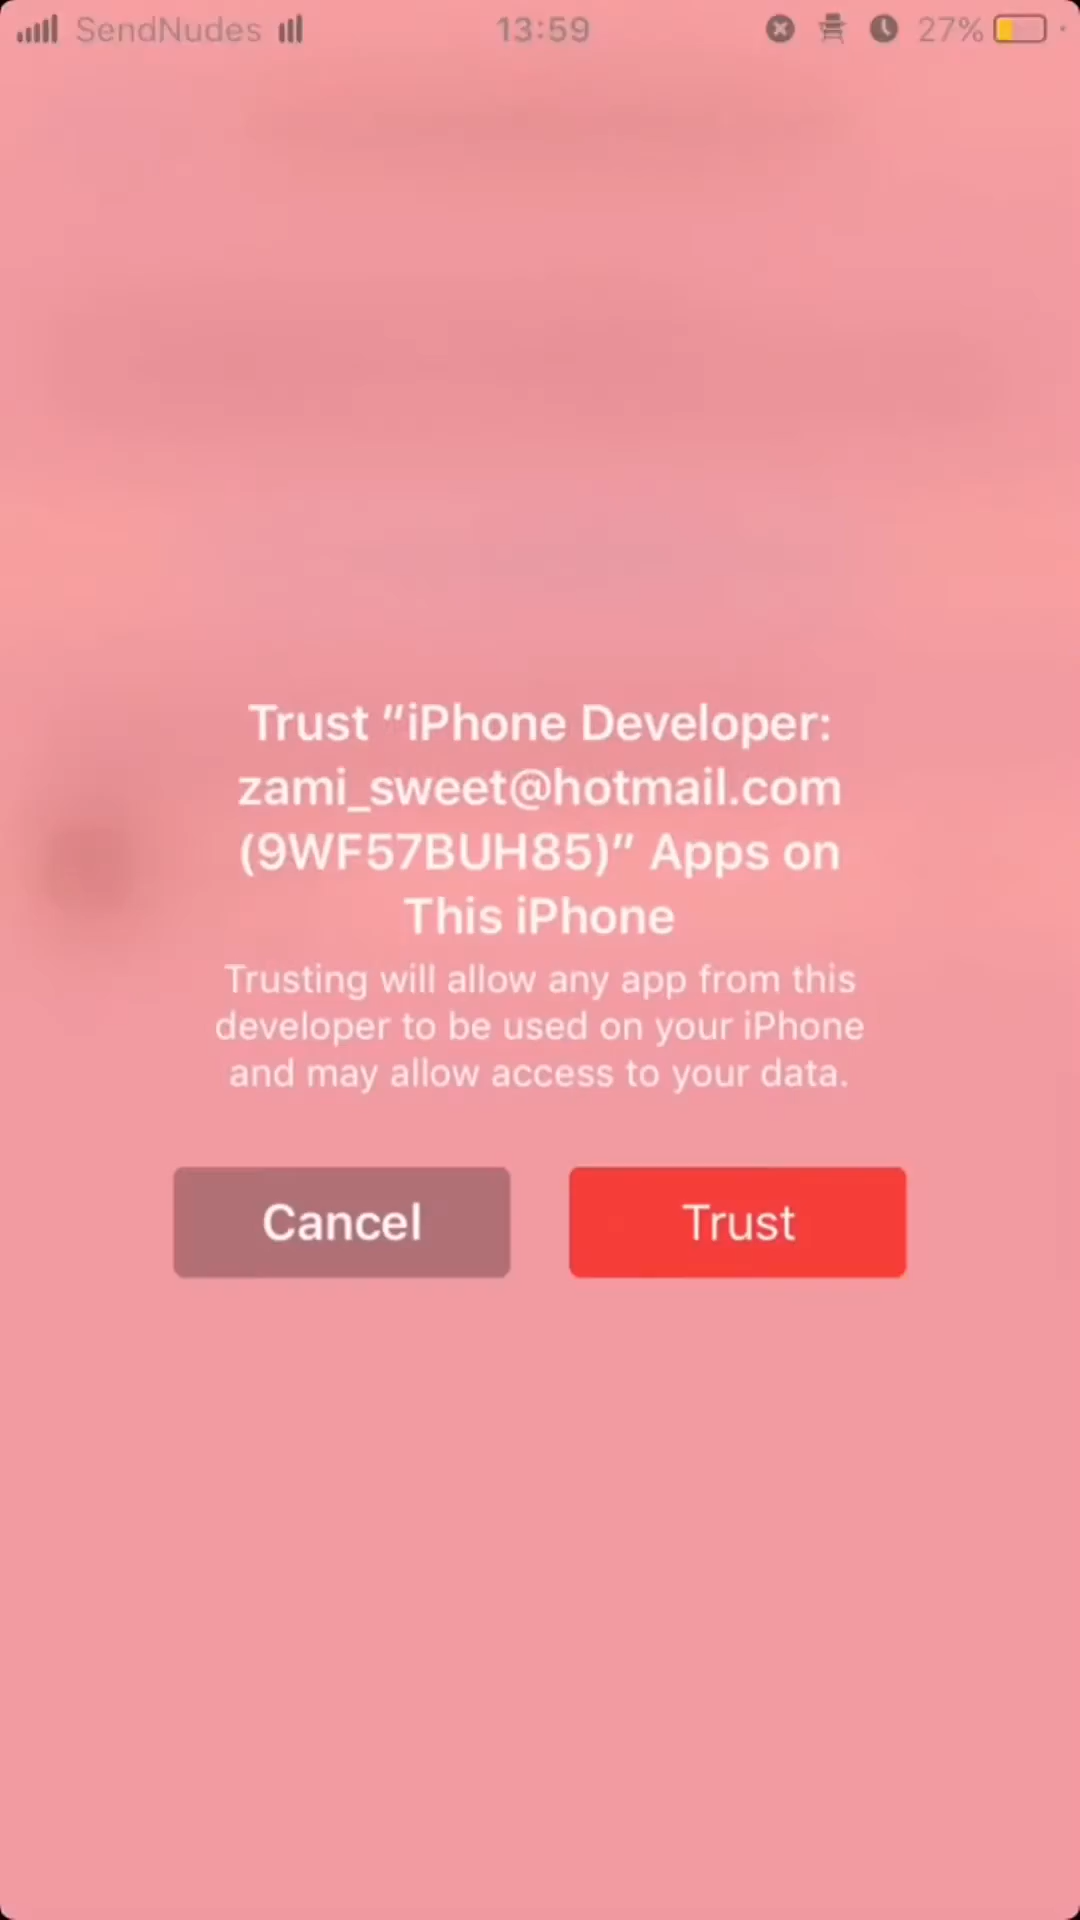 SendNudes 13:59 27%
Trust “iPhone Developer:
zami_sweet@hotmail.com
(9WF57BUH85)” Apps on
This iPhone
Trusting will allow any app from this
developer to be used on your iPhone
and may allow access to your data.
Cancel Trust